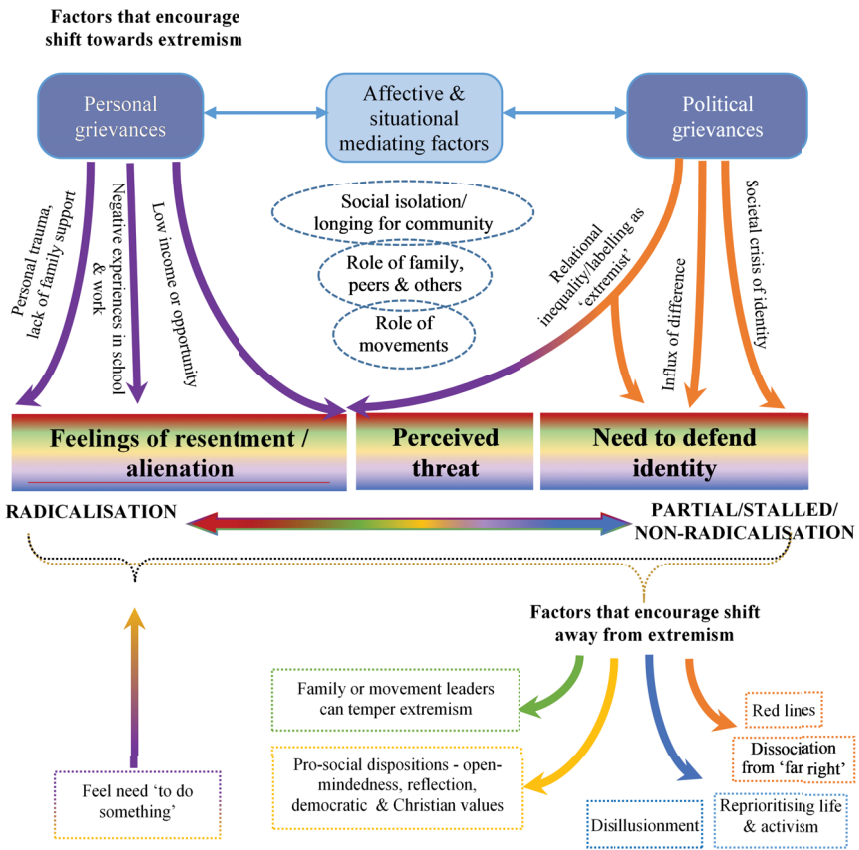 Factors that encourage
shift towards extremism
Personal
grievances
Affective &
situational
mediating factors
Political
grievances
Personal trauma,
lack of family support
Negative experiences in school
& work
Low income or opportunity
Social isolation/
longing for community
Role of family,
peers & others
Role of
movements
Relational
inequality/labelling as
‘extremist’
Influx of difference
Societal crisis of identity
Feelings of resentment /
alienation
Perceived
threat
Need to defend
identity
RADICALISATION
PARTIAL/STALLED/
NON-RADICALISATION
Factors that encourage shift
away from extremism
Family or movement leaders
can temper extremism
Red lines
Dissociation
from ‘far right’
Pro-social dispositions - open-
mindedness, reflection,
democratic & Christian values
Feel need ‘to do
something’
Disillusionment
Reprioritising life
& activism